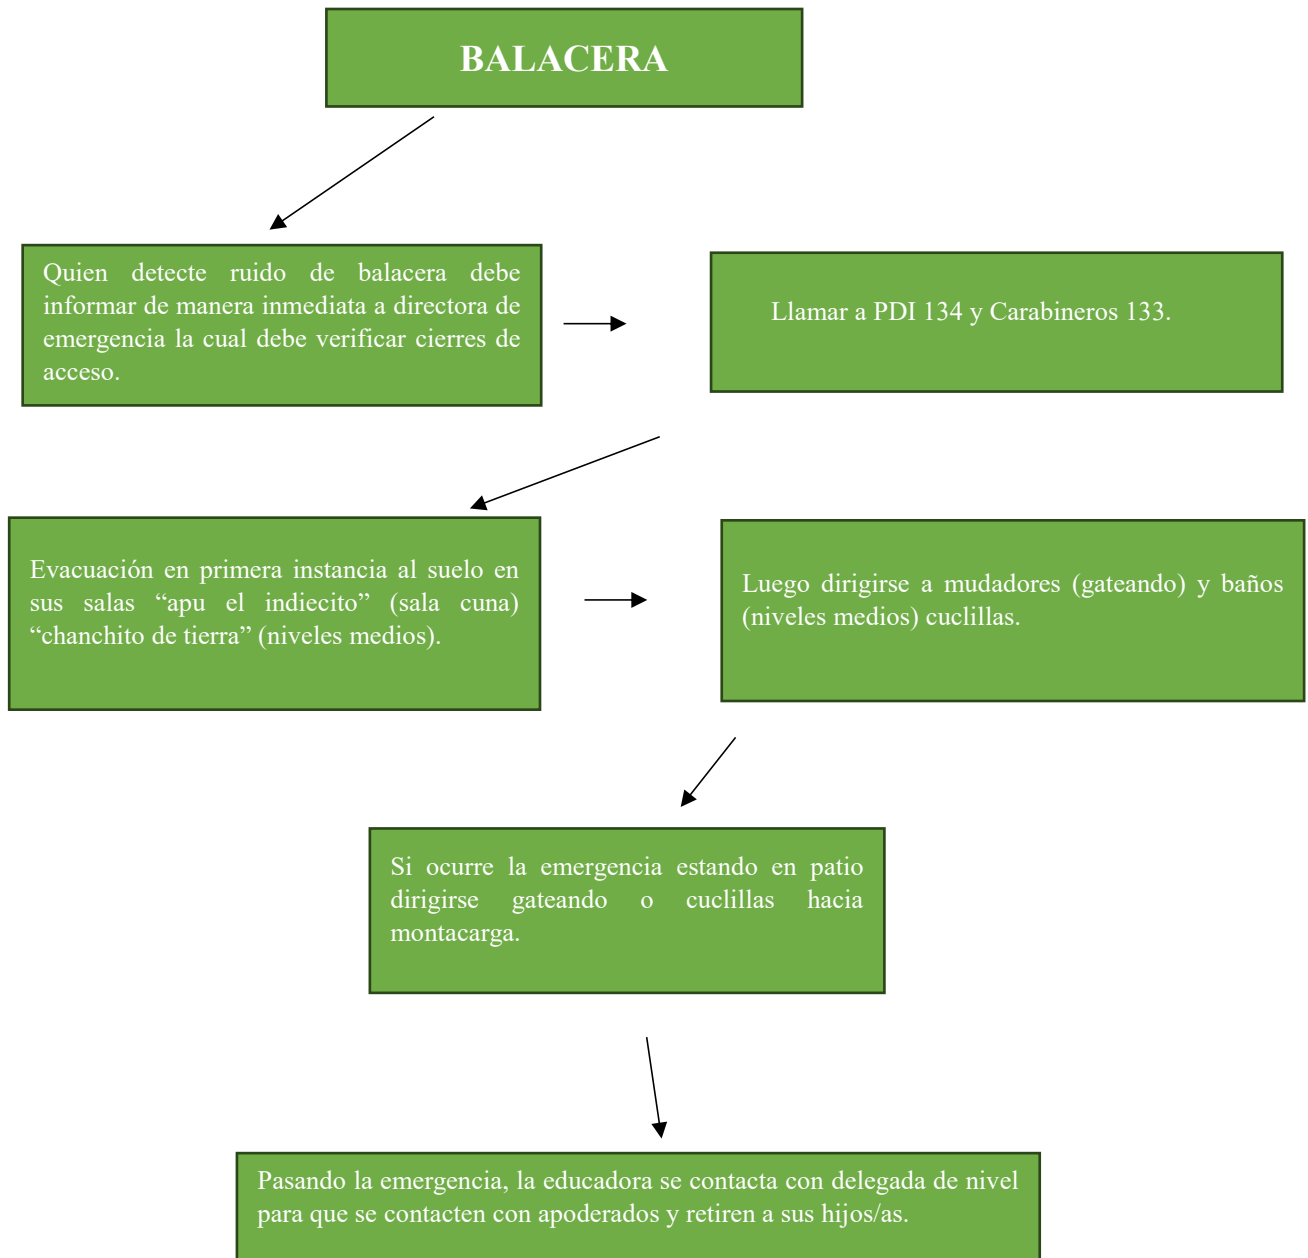 BALACERA
Quien detecte ruido de balacera debe
informar de manera inmediata a directora de
emergencia la cual debe verificar cierres de
acceso.
Llamar a PDI 134 y Carabineros 133.
Evacuación en primera instancia al suelo en
sus salas “apu el indiecito” (sala cuna)
“chanchito de tierra” (niveles medios).
Luego dirigirse a mudadores (gateando) y baños
(niveles medios) cuclillas.
Si ocurre la emergencia estando en patio
dirigirse gateando o cuclillas hacia
montacarga.
Pasando la emergencia, la educadora se contacta con delegada de nivel
para que se contacten con apoderados y retiren a sus hijos/as.